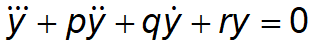 y⃛ + pÿ + qẏ + ry = 0